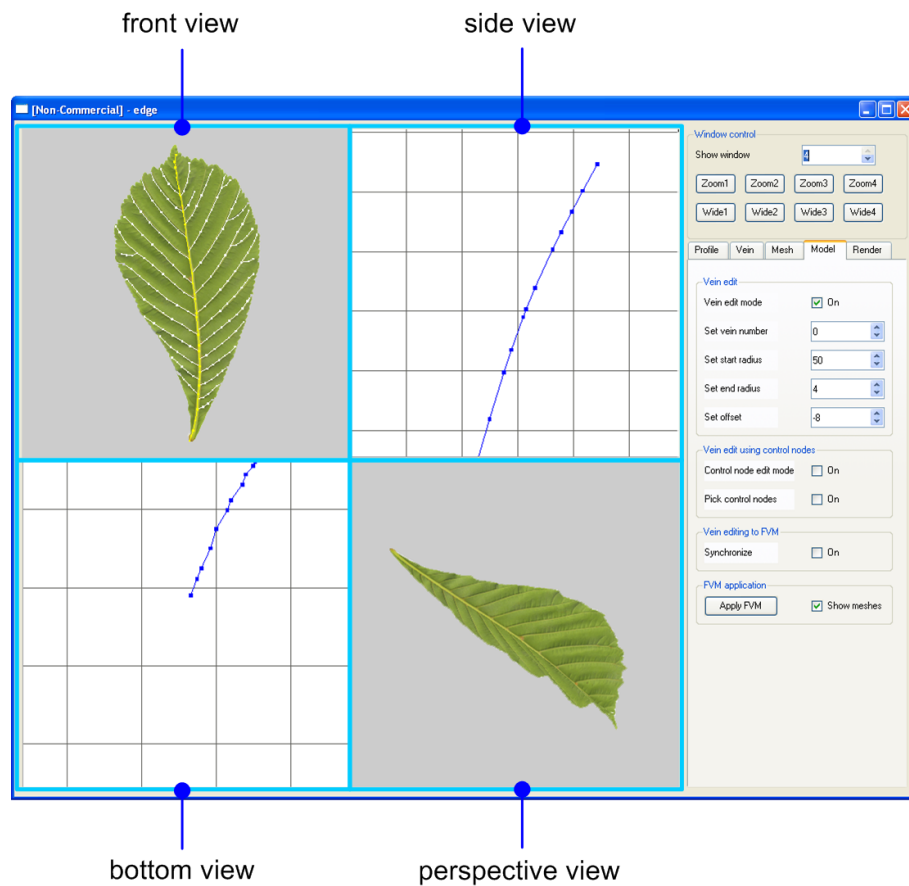 front view
side view
[Non-Commercial] - edge
Window control
Show window 4
Zoom1 Zoom2 Zoom3 Zoom4
Wide1 Wide2 Wide3 Wide4
Profile Vein Mesh Model Render
Vein edit
Vein edit mode On
Set vein number 0
Set start radius 50
Set end radius 4
Set offset -8
Vein edit using control nodes
Control node edit mode On
Pick control nodes On
Vein editing to FVM
Synchronize On
FVM application
Apply FVM Show meshes
bottom view
perspective view